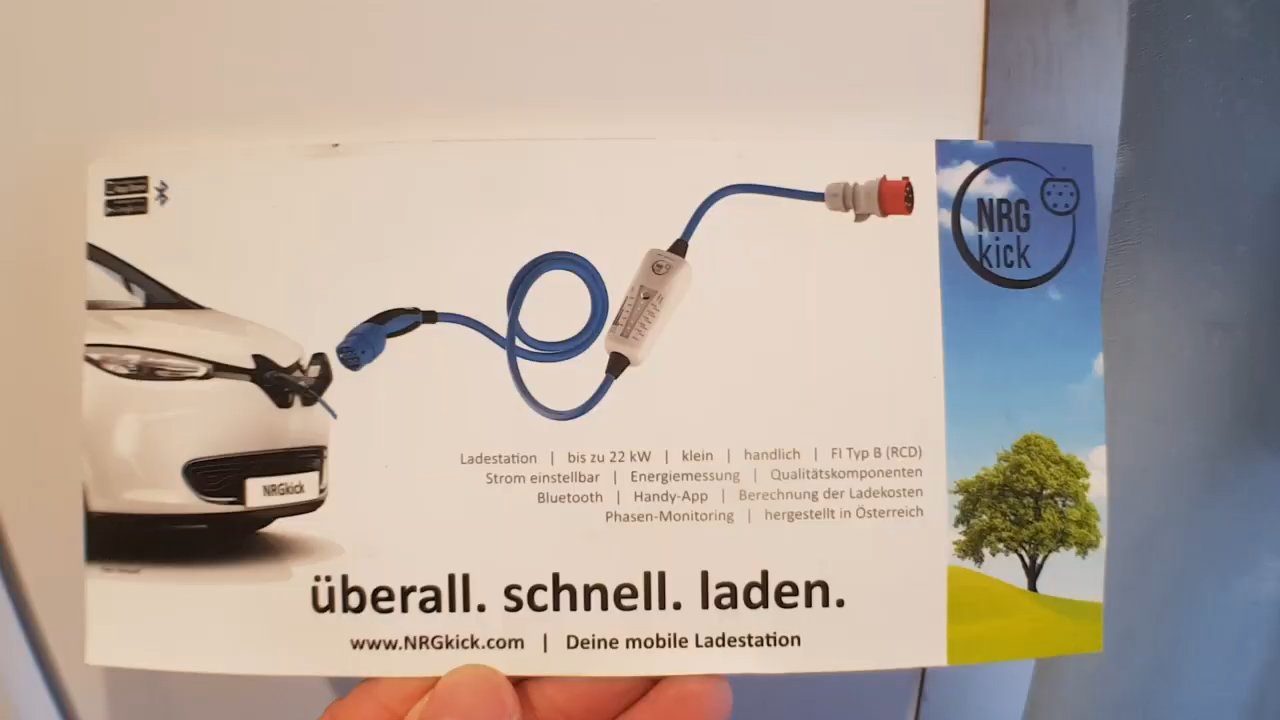 NRG
kick
NRGkick
Ladestation | bis zu 22 kW | klein | handlich | FI Typ B (RCD)
Strom einstellbar | Energiemessung | Qualitätskomponenten
Bluetooth | Handy-App | Berechnung der Ladekosten
Phasen-Monitoring | hergestellt in Österreich
überall. schnell. laden.
www.NRGkick.com | Deine mobile Ladestation